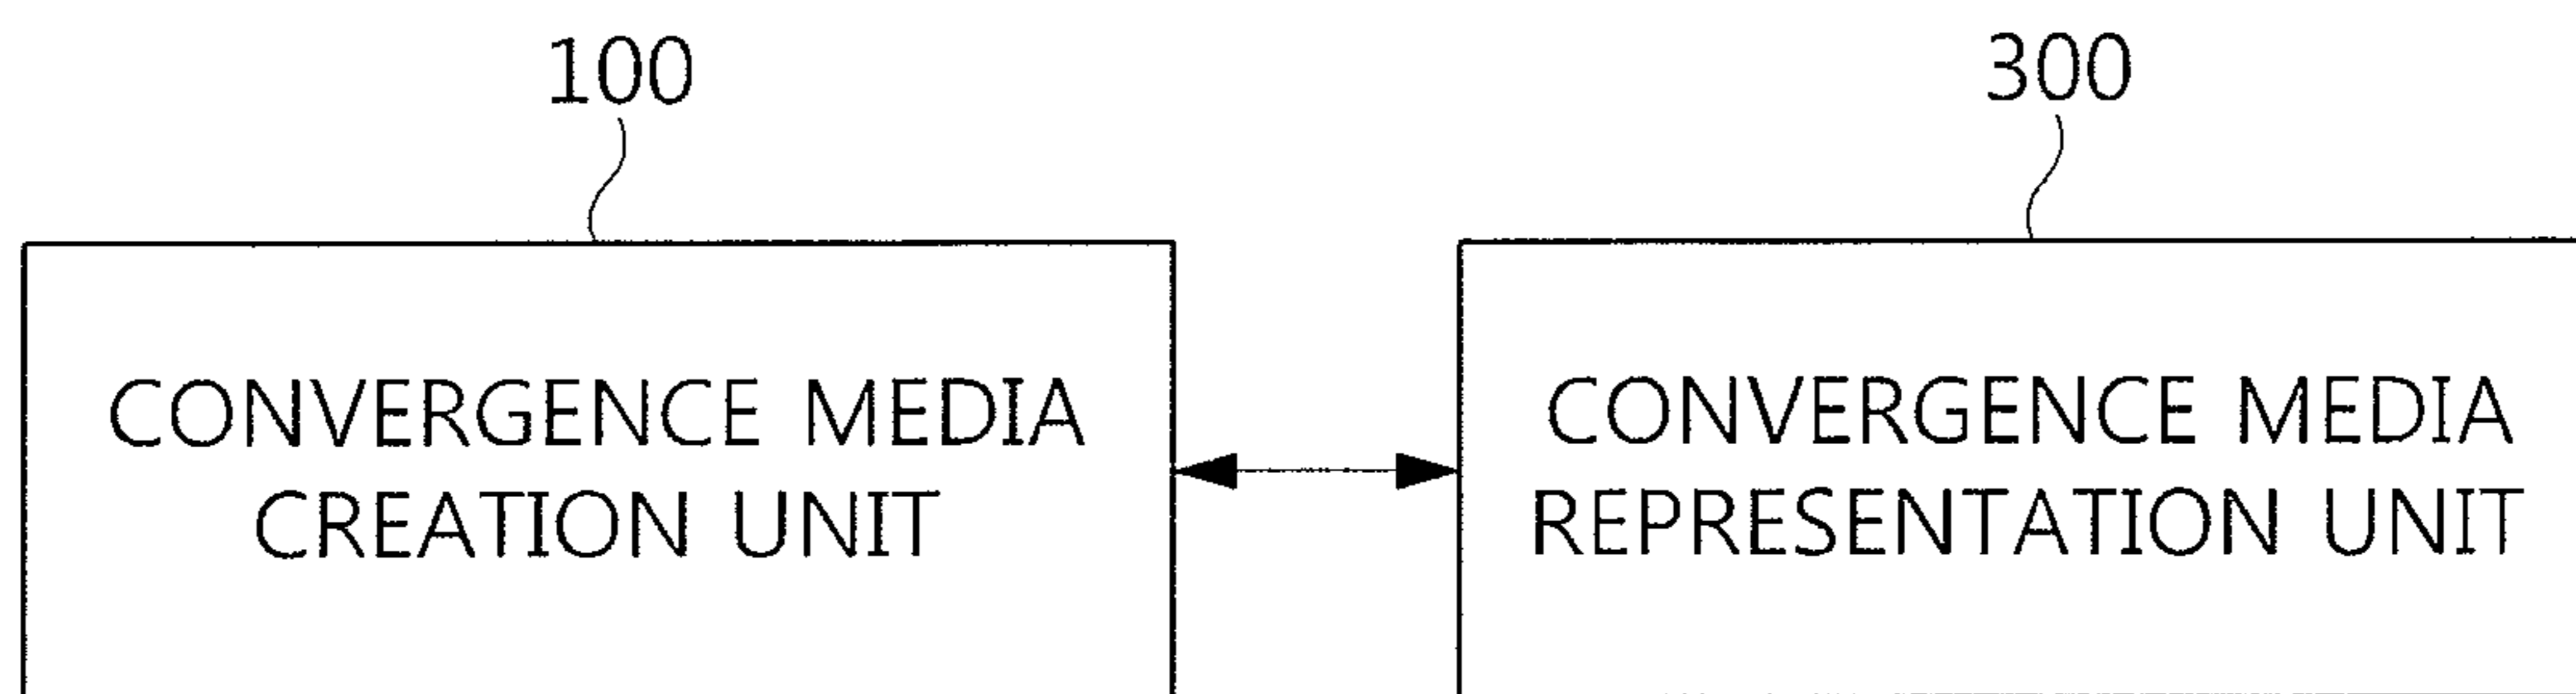 100
300
CONVERGENCE MEDIA
CREATION UNIT
CONVERGENCE MEDIA
REPRESENTATION UNIT